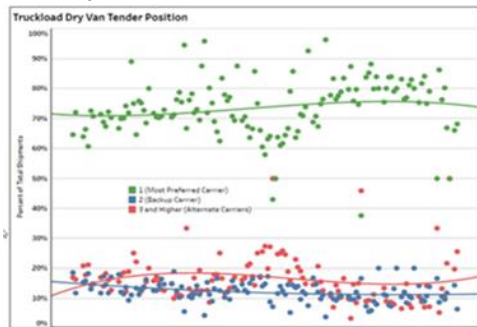 Truckload Dry Van Tender Position
100%
90%
80%
70%
60%
50%
40%
30%
20%
10%
0%
Percent of Total Shipments
1 (Most Preferred Carrier)
2 (Backup Carrier)
3 and Higher (Alternate Carriers)